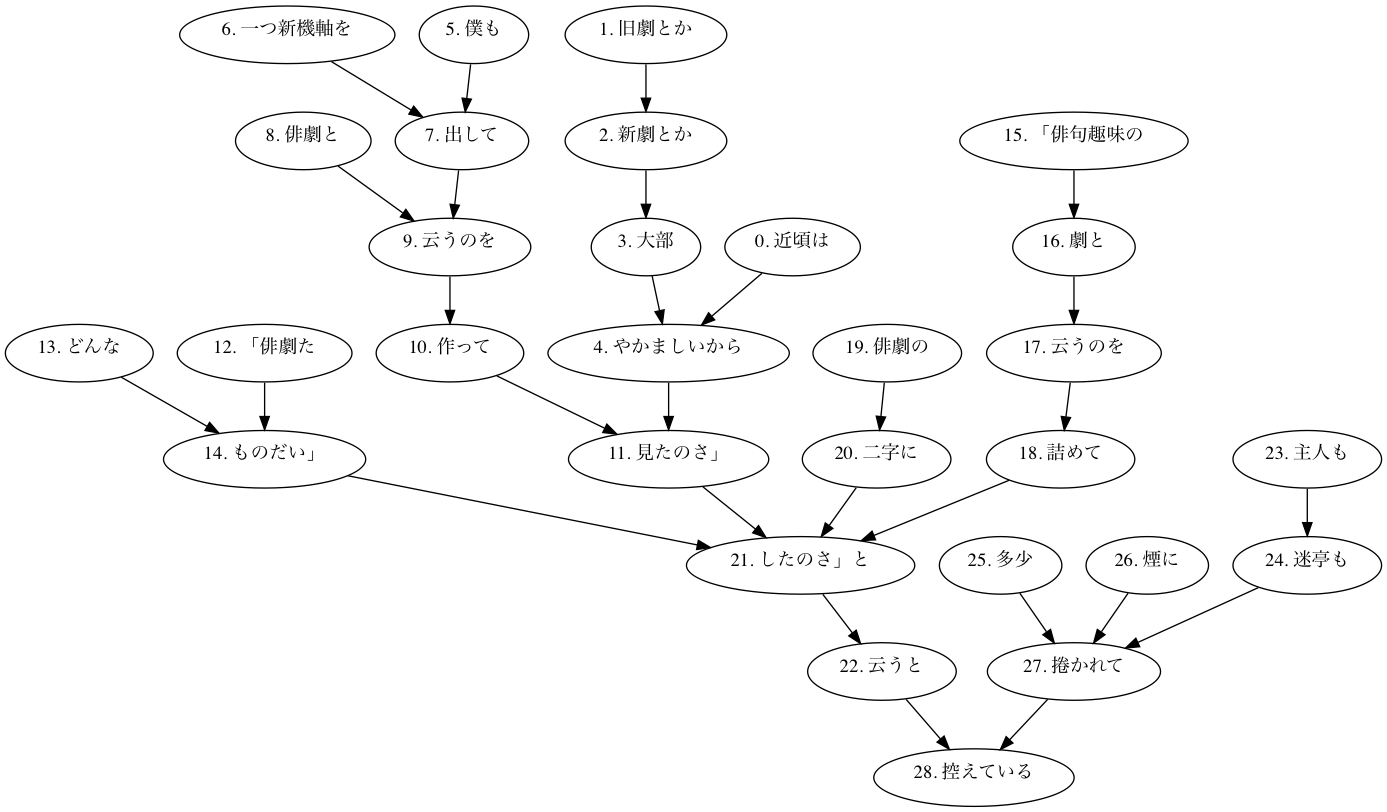 6. 一つ新機軸を
5. 僕も
1. 旧劇とか
8. 俳劇と
7. 出して
2. 新劇とか
15. 「俳句趣味の
9. 云うのを
3. 大部
0. 近頃は
16. 劇と
13. どんな
12. 「俳劇た
10. 作って
4. やかましいから
19. 俳劇の
17. 云うのを
14. ものだい」
11. 見たのさ」
20. 二字に
18. 詰めて
23. 主人も
21. したのさ」と
25. 多少
26. 煙に
24. 迷亭も
22. 云うと
27. 捲かれて
28. 控えている